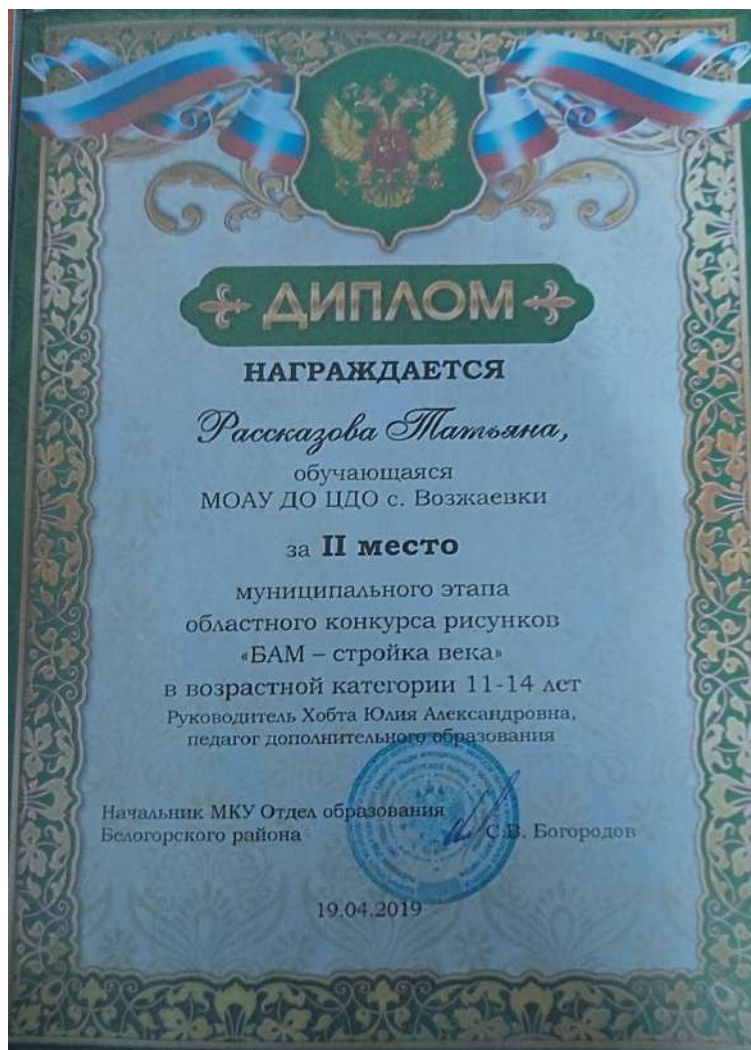 ДИПЛОМ
НАГРАЖДАЕТСЯ
Рассказова Татьяна,
обучающаяся
МОАУ ДО ЦДО с. Возжаевки
за II место
муниципального этапа
областного конкурса рисунков
«БАМ – стройка века»
в возрастной категории 11-14 лет
Руководитель Хобта Юлия Александровна,
педагог дополнительного образования
Начальник МКУ Отдел образования
Белогорского района С.В. Богородов
19.04.2019